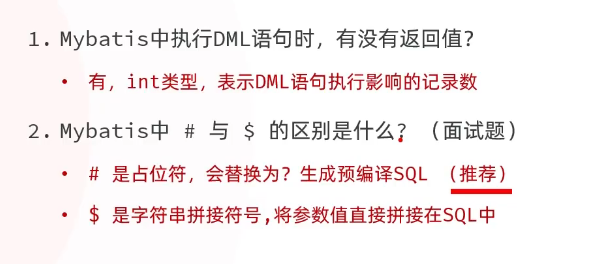 1. Mybatis中执行DML语句时，有没有返回值？
• 有，int类型，表示DML语句执行影响的记录数
2. Mybatis中 # 与 $ 的区别是什么？（面试题）
• # 是占位符，会替换为？生成预编译SQL （推荐）
• $ 是字符串拼接符号,将参数值直接拼接在SQL中